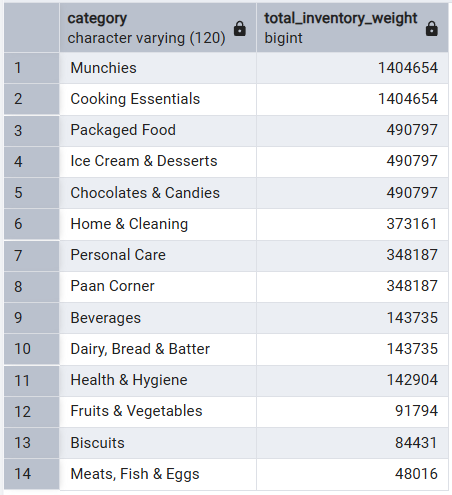 category total_inventory_weight
character varying (120) bigint
1 Munchies 1404654
2 Cooking Essentials 1404654
3 Packaged Food 490797
4 Ice Cream & Desserts 490797
5 Chocolates & Candies 490797
6 Home & Cleaning 373161
7 Personal Care 348187
8 Paan Corner 348187
9 Beverages 143735
10 Dairy, Bread & Batter 143735
11 Health & Hygiene 142904
12 Fruits & Vegetables 91794
13 Biscuits 84431
14 Meats, Fish & Eggs 48016